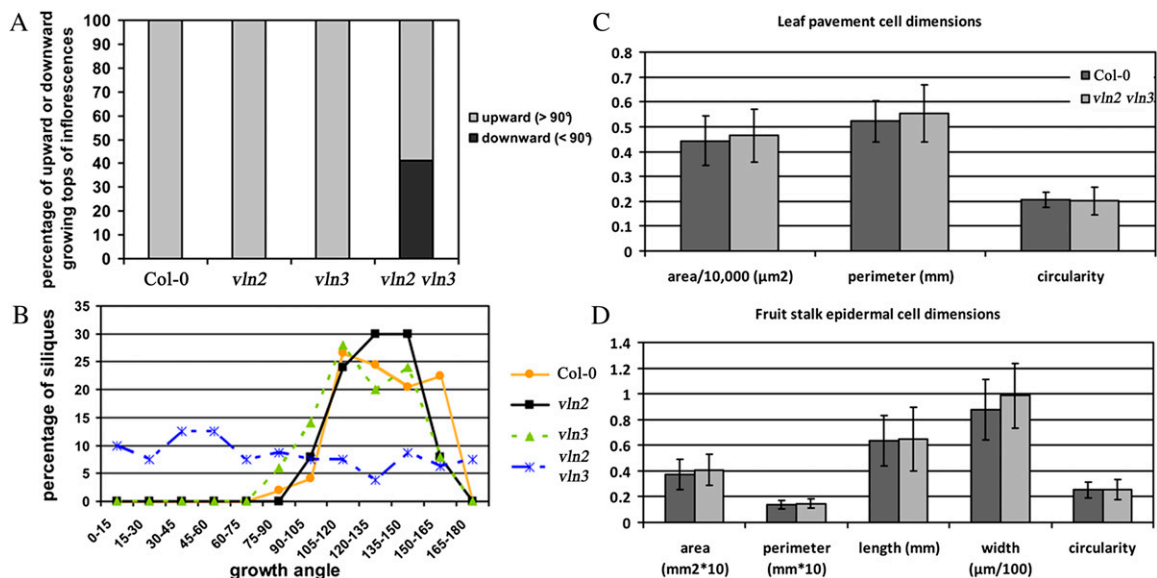 A
percentage of upward or downward
growing tops of inflorescences
100
90
80
70
60
50
40
30
20
10
0
Col-0
vln2
vln3
vln2 vln3
upward (> 90°)
downward (< 90°)
B
percentage of siliques
35
30
25
20
15
10
5
0
0-15
15-30
30-45
45-60
60-75
75-90
90-105
105-120
120-135
135-150
150-165
165-180
growth angle
Col-0
vln2
vln3
vln2
vln3
C
Leaf pavement cell dimensions
0.8
0.7
0.6
0.5
0.4
0.3
0.2
0.1
0
Col-0
vln2 vln3
area/10,000 (µm2)
perimeter (mm)
circularity
D
Fruit stalk epidermal cell dimensions
1.4
1.2
1
0.8
0.6
0.4
0.2
0
area
(mm2*10)
perimeter
(mm*10)
length (mm)
width
(µm/100)
circularity